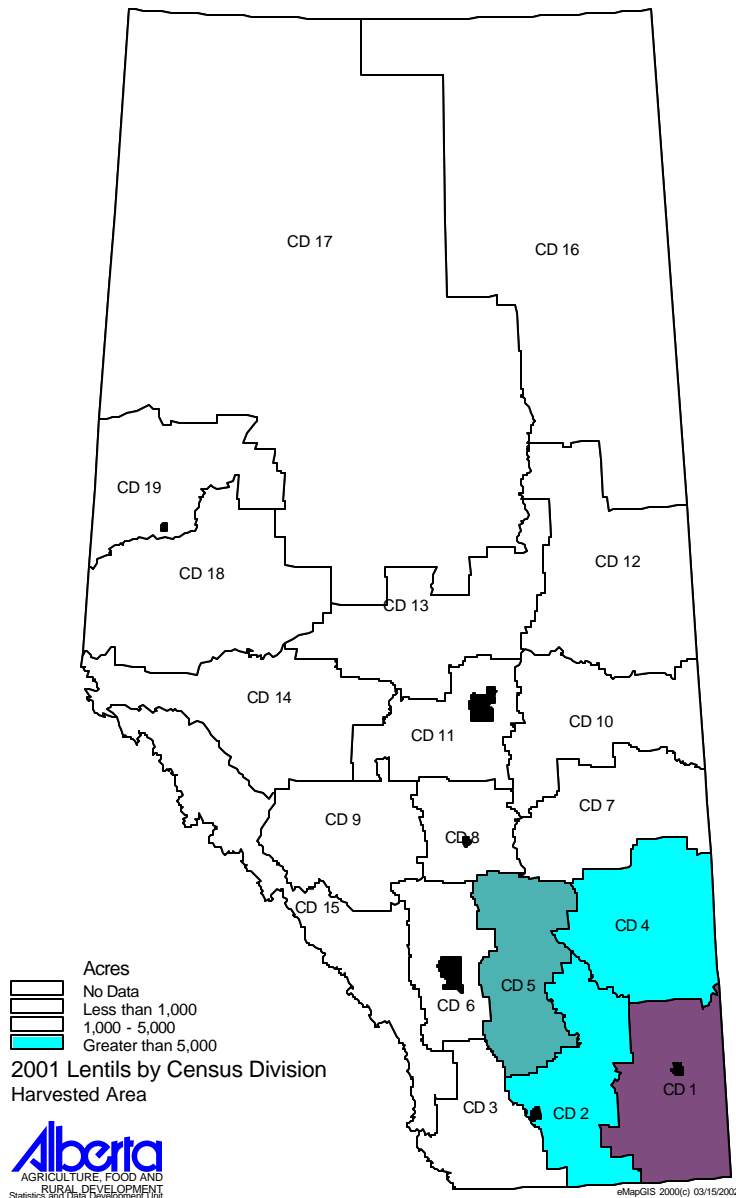 CD 17
CD 16
CD 19
CD 18
CD 12
CD 13
CD 14
CD 11
CD 10
CD 9
CD 8
CD 7
CD 15
CD 4
CD 5
CD 6
CD 3
CD 2
CD 1
Acres
No Data
Less than 1,000
1,000 - 5,000
Greater than 5,000
2001 Lentils by Census Division
Harvested Area
Alberta
AGRICULTURE, FOOD AND
RURAL DEVELOPMENT
Statistics and Data Development Unit
eMapGIS 2000(c) 03/15/2002